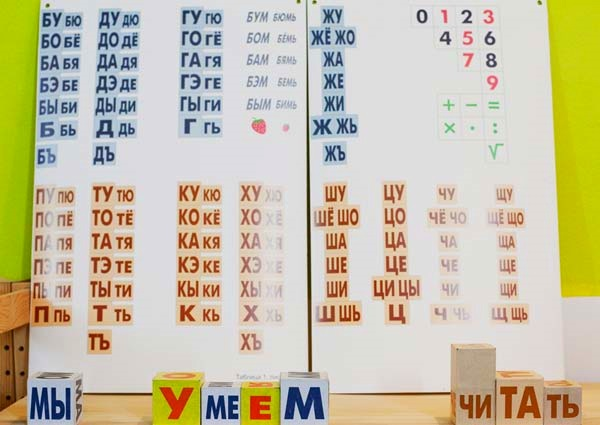 БУ БЮ ДУ ДЮ ГУ ГЮ БУМ БЮМЬ
БО БЁ ДО ДЁ ГО ГЁ БОМ БЁМЬ
БА БЯ ДА ДЯ ГА ГЯ БАМ БЯМЬ
БЭ БЕ ДЭ ДЕ ГЭ ГЕ БЭМ БЕМЬ
БЫ БИ ДЫ ДИ ГЫ ГИ БЫМ БИМЬ
Б БЬ Д ДЬ Г ГЬ
БЪ ДЪ
ЖУ
ЖЁ ЖО
ЖА
ЖЕ
ЖИ
Ж ЖЬ
ЖЪ
0 1 2 3
4 5 6
7 8
9
+ − =
× · :
√
ПУ ПЮ ТУ ТЮ КУ КЮ ХУ ХЮ
ПО ПЁ ТО ТЁ КО КЁ ХО ХЁ
ПА ПЯ ТА ТЯ КА КЯ ХА ХЯ
ПЭ ПЕ ТЭ ТЕ КЭ КЕ ХЭ ХЕ
ПЫ ПИ ТЫ ТИ КЫ КИ ХЫ ХИ
П ПЬ Т ТЬ К КЬ Х ХЬ
ТЪ ХЪ
ШУ ЦУ ЧУ ЩУ
ШЁ ШО ЦО ЧЁ ЧО ЩЁ ЩО
ША ЦА ЧА ЩА
ШЕ ЦЕ ЧЕ ЩЕ
ШИ ЦИ ЦЫ ЧИ ЩИ
Ш ШЬ Ц Ч ЧЬ Щ ЩЬ
Таблица 1
МЫ УМЕЕМ ЧИТАТЬ